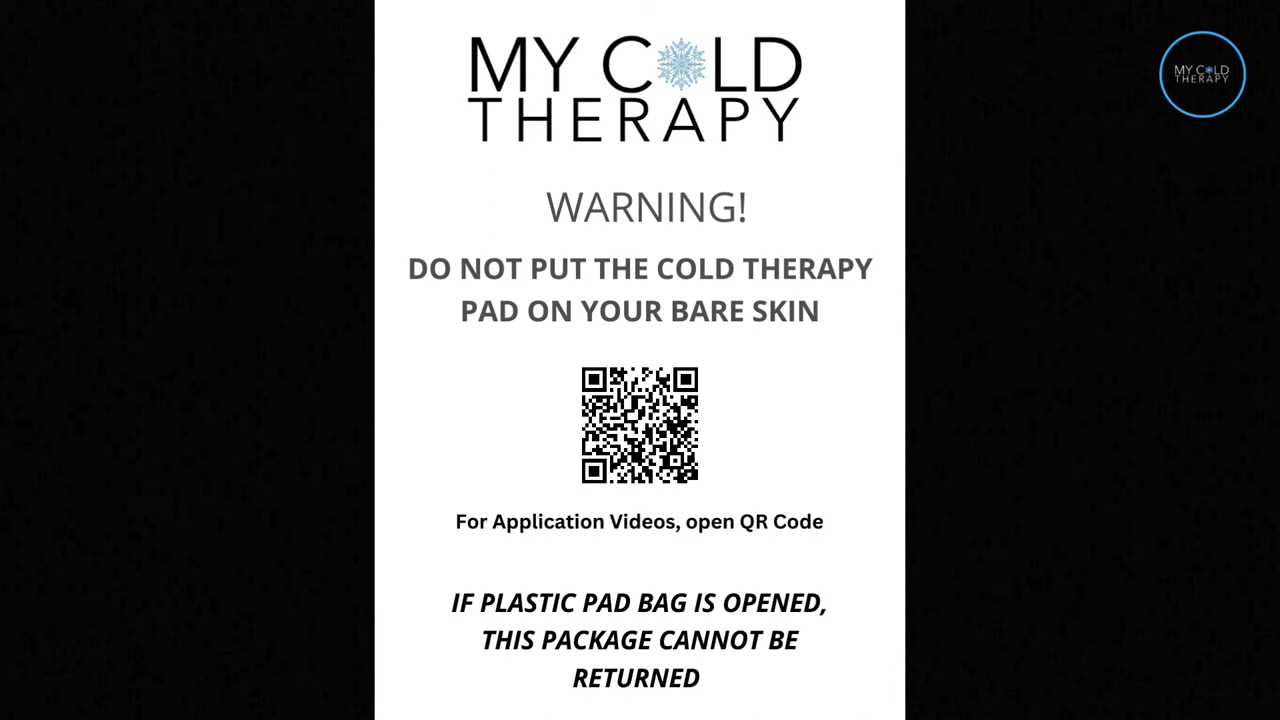 MY COLD
THERAPY
MY COLD
THERAPY
WARNING!
DO NOT PUT THE COLD THERAPY
PAD ON YOUR BARE SKIN
For Application Videos, open QR Code
IF PLASTIC PAD BAG IS OPENED,
THIS PACKAGE CANNOT BE
RETURNED